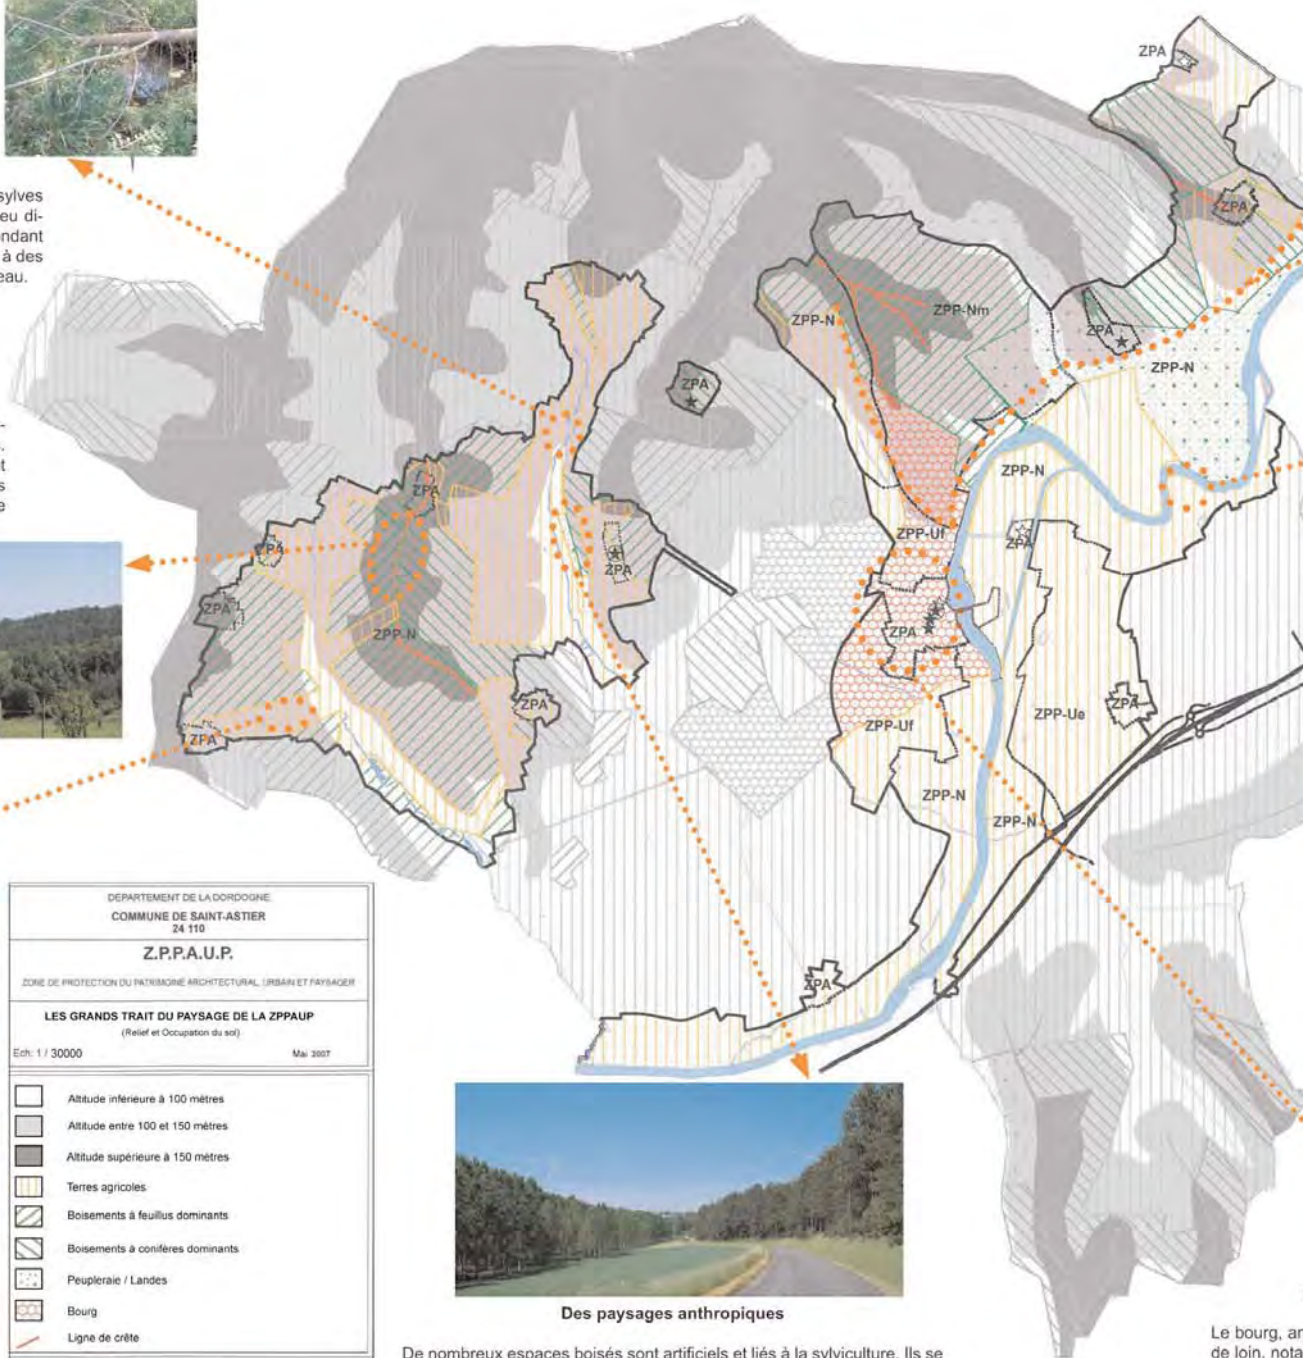 sylves
eu di-
ndant
à des
eau.
-
.
t
s
e
ZPA
ZPA
ZPP-N
ZPP-Nm
ZPA
ZPP-N
ZPA
ZPP-N
ZPA
ZPP-Uf
ZPA
ZPA
ZPA
ZPA
ZPA
ZPP-N
ZPA
ZPA
ZPA
ZPP-Uf
ZPP-Ue
ZPA
ZPP-N
ZPP-N
ZPA
DEPARTEMENT DE LA DORDOGNE
COMMUNE DE SAINT-ASTIER
24 110
Z.P.P.A.U.P.
ZONE DE PROTECTION DU PATRIMOINE ARCHITECTURAL, URBAIN ET PAYSAGER
LES GRANDS TRAIT DU PAYSAGE DE LA ZPPAUP
(Relief et Occupation du sol)
Ech: 1 / 30000 Mai 2007
Altitude inférieure à 100 mètres
Altitude entre 100 et 150 mètres
Altitude supérieure à 150 mètres
Terres agricoles
Boisements à feuillus dominants
Boisements à conifères dominants
Peupleraie / Landes
Bourg
Ligne de crête
Des paysages anthropiques
De nombreux espaces boisés sont artificiels et liés à la sylviculture. Ils se
Le bourg, an
de loin, nota